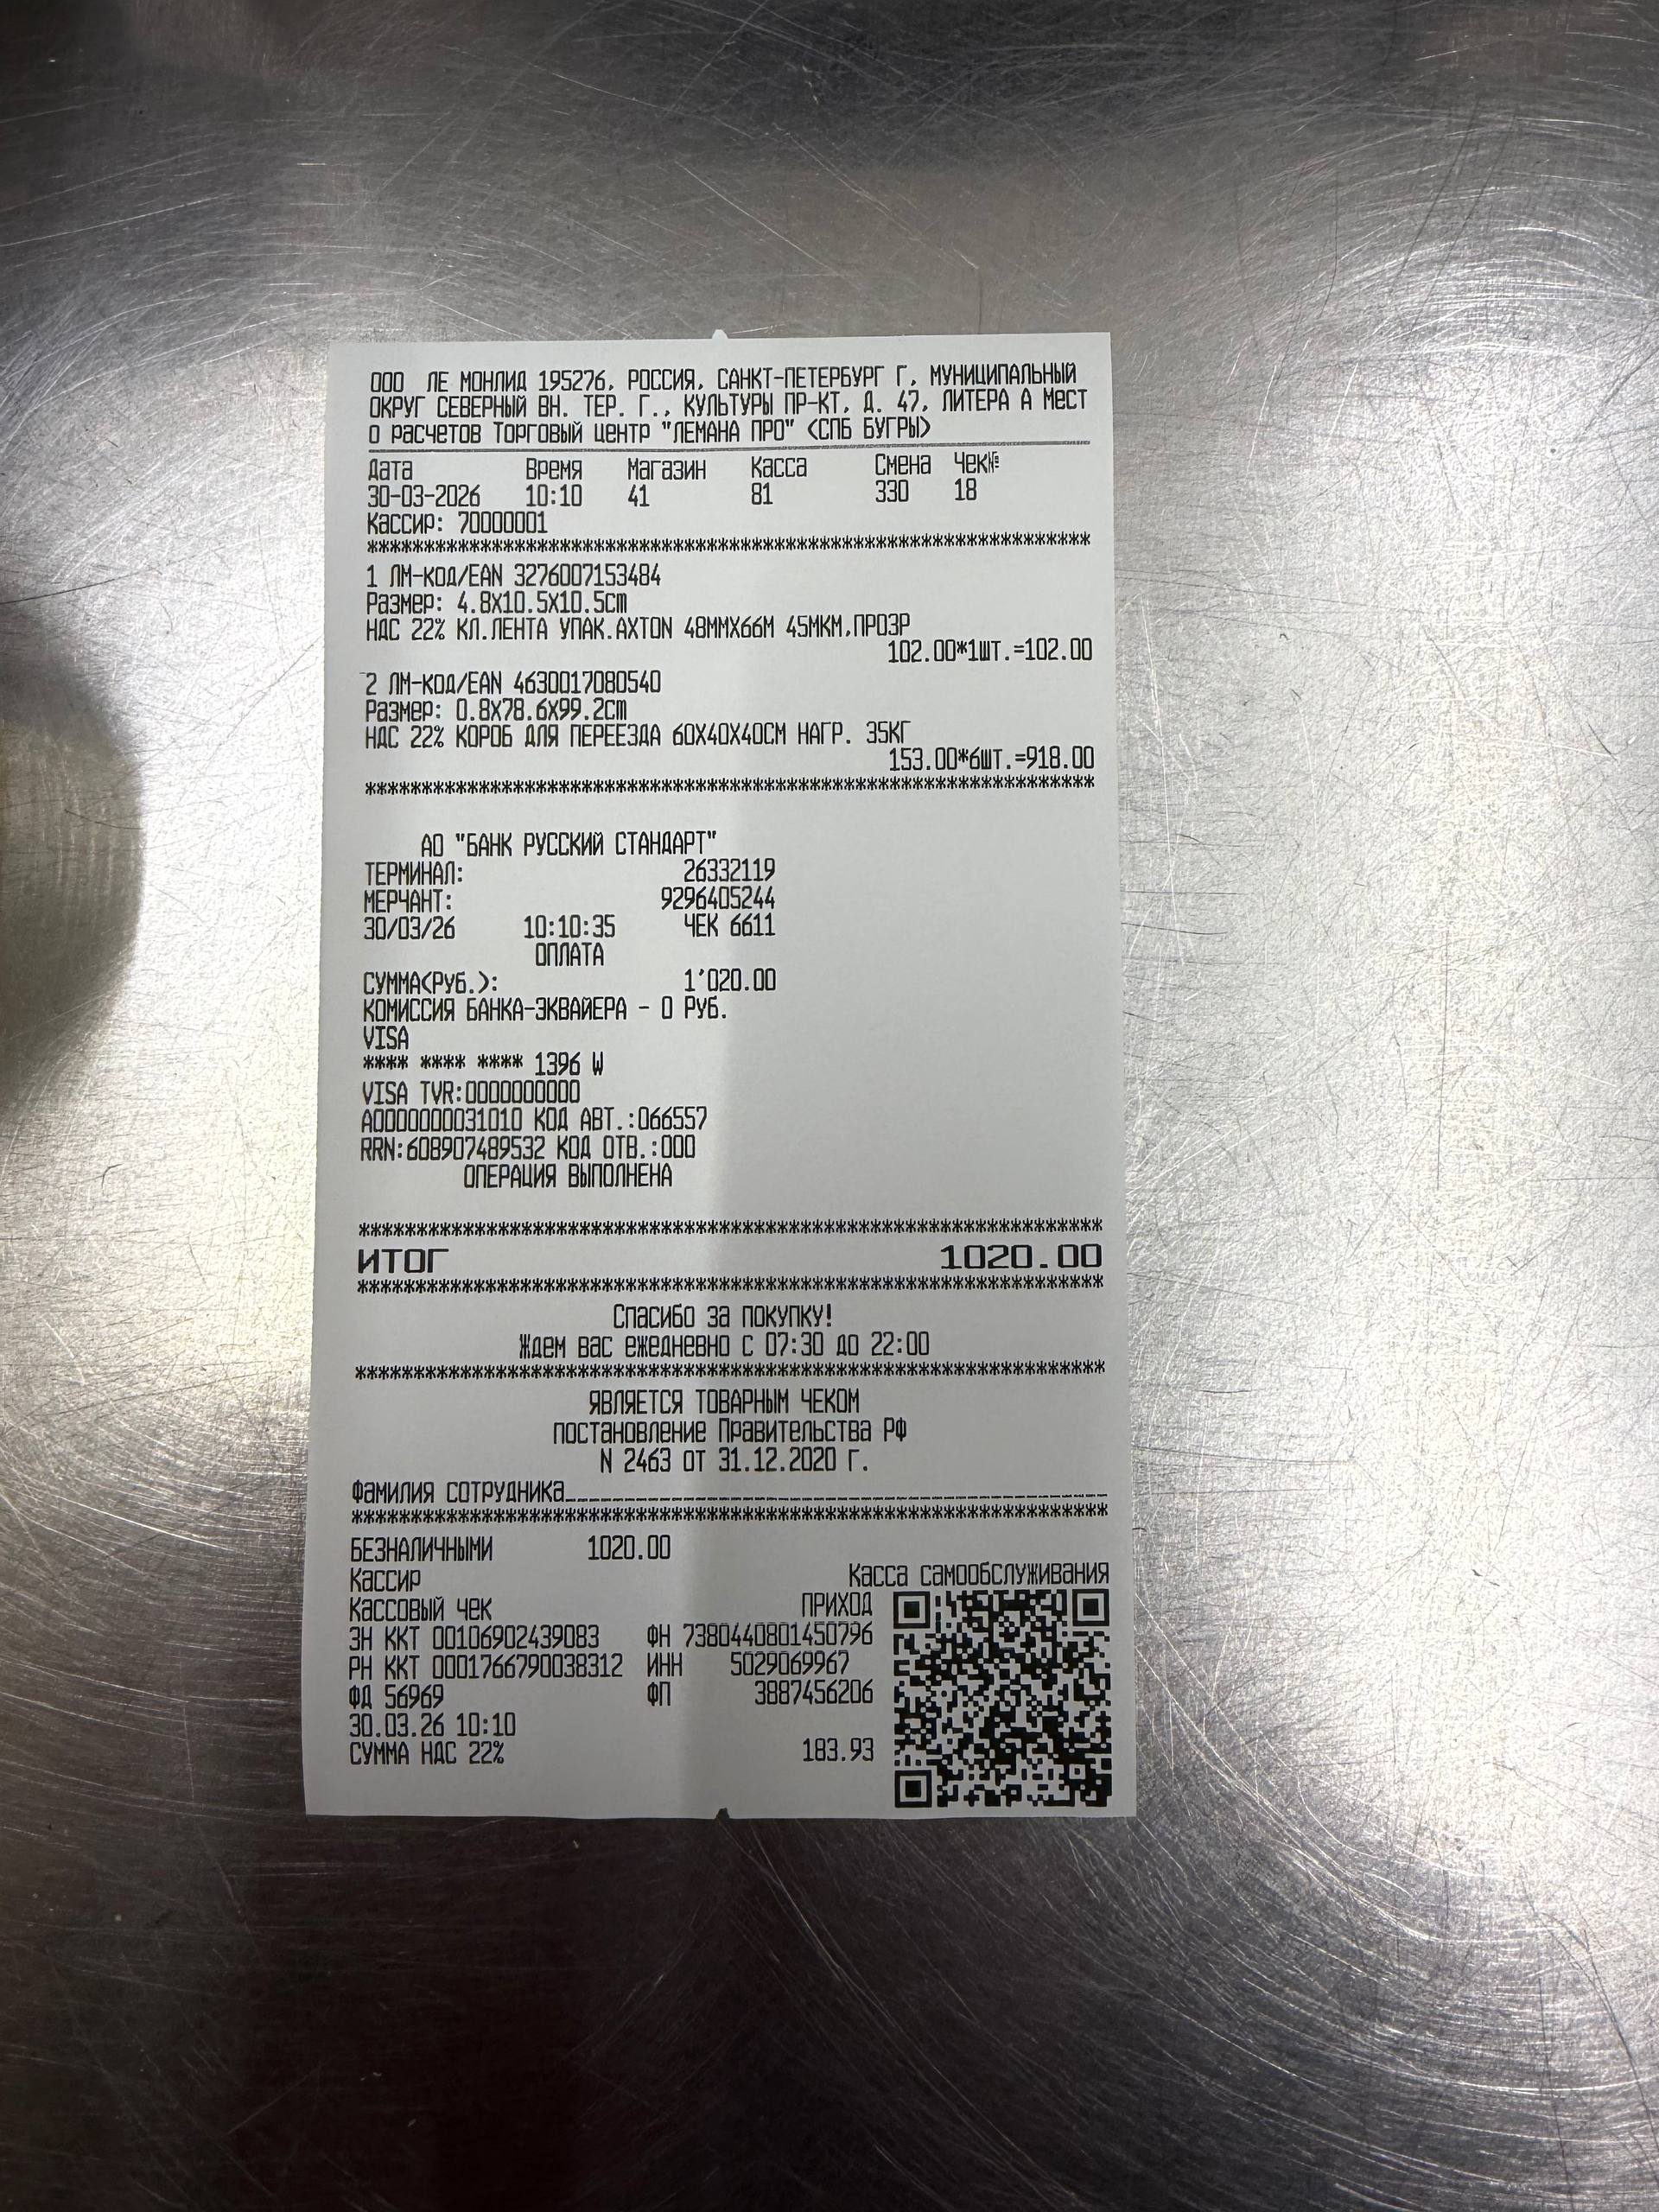 ООО ЛЕ МОНЛИД 195276, РОССИЯ, САНКТ-ПЕТЕРБУРГ Г, МУНИЦИПАЛЬНЫЙ
ОКРУГ СЕВЕРНЫЙ ВН. ТЕР. Г., КУЛЬТУРЫ ПР-КТ, Д. 47, ЛИТЕРА А Мест
о расчетов Торговый центр "ЛЕМАНА ПРО" (СПБ БУГРЫ)
Дата Время Магазин Касса Смена Чек№
30-03-2026 10:10 41 81 330 18
Кассир: 70000001
****************************************************************
1 ЛМ-код/EAN 3276007153484
Размер: 4.8x10.5x10.5cm
НДС 22% КЛ.ЛЕНТА УПАК.AXTON 48ММХ66М 45МКМ,ПРОЗР
102.00*1шт.=102.00
2 ЛМ-код/EAN 4630017080540
Размер: 0.8x78.6x99.2cm
НДС 22% КОРОБ ДЛЯ ПЕРЕЕЗДА 60Х40Х40СМ НАГР. 35КГ
153.00*6шт.=918.00
****************************************************************
АО "БАНК РУССКИЙ СТАНДАРТ"
ТЕРМИНАЛ: 26332119
МЕРЧАНТ: 9296405244
30/03/26 10:10:35 ЧЕК 6611
ОПЛАТА
СУММА(Руб.): 1'020.00
КОМИССИЯ БАНКА-ЭКВАЙЕРА - 0 Руб.
VISA
**** **** **** 1396 W
VISA TVR:0000000000
A0000000031010 КОД АВТ.:066557
RRN:608907489532 КОД ОТВ.:000
ОПЕРАЦИЯ ВЫПОЛНЕНА
****************************************************************
ИТОГ 1020.00
****************************************************************
Спасибо за покупку!
Ждем вас ежедневно с 07:30 до 22:00
****************************************************************
ЯВЛЯЕТСЯ ТОВАРНЫМ ЧЕКОМ
постановление Правительства РФ
N 2463 от 31.12.2020 г.
Фамилия сотрудника______________________________________________
****************************************************************
БЕЗНАЛИЧНЫМИ 1020.00
Кассир Касса самообслуживания
Кассовый чек ПРИХОД
ЗН ККТ 00106902439083 ФН 7380440801450796
РН ККТ 0001766790038312 ИНН 5029069967
ФД 56969 ФП 3887456206
30.03.26 10:10
СУММА НДС 22% 183.93